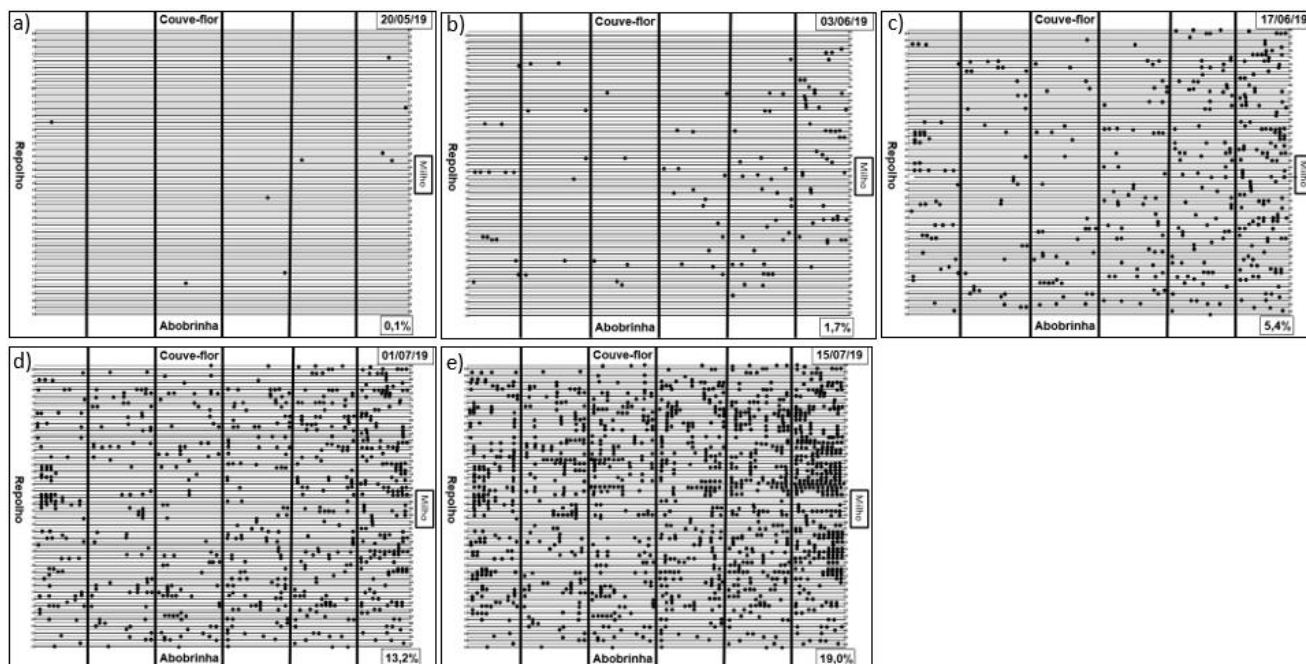 a)
Couve-flor
20/05/19
Repolho
Milho
Abobrinha
0,1%
b)
Couve-flor
03/06/19
Repolho
Milho
Abobrinha
1,7%
c)
Couve-flor
17/06/19
Repolho
Milho
Abobrinha
5,4%
d)
Couve-flor
01/07/19
Repolho
Milho
Abobrinha
13,2%
e)
Couve-flor
15/07/19
Repolho
Milho
Abobrinha
19,0%